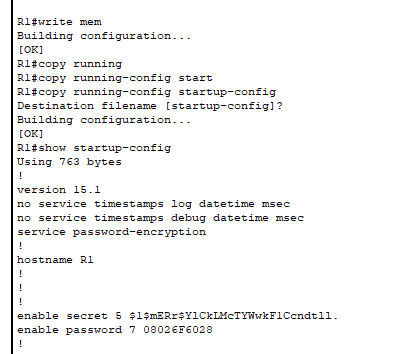 R1#write mem
Building configuration...
[OK]
R1#copy running
R1#copy running-config start
R1#copy running-config startup-config
Destination filename [startup-config]?
Building configuration...
[OK]
R1#show startup-config
Using 763 bytes
!
version 15.1
no service timestamps log datetime msec
no service timestamps debug datetime msec
service password-encryption
!
hostname R1
!
!
!
enable secret 5 $1$mERr$YlCkLMcTYWwkF1Ccndtll.
enable password 7 08026F6028
!